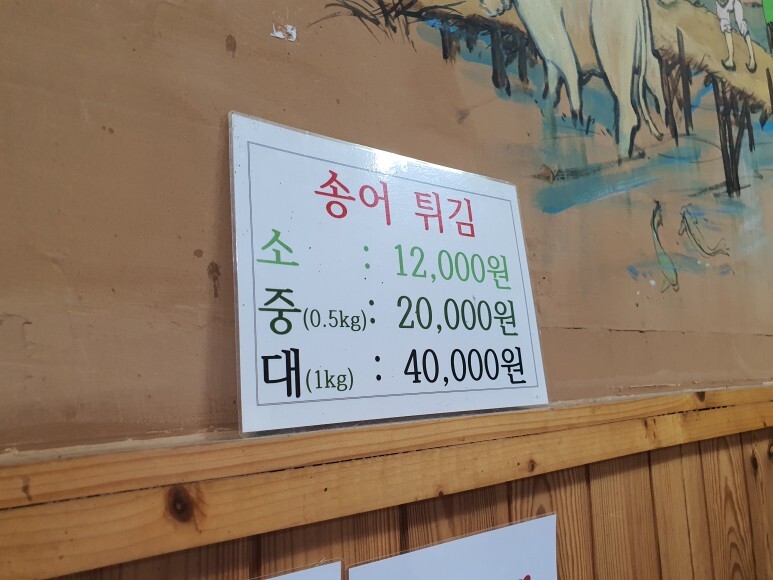 송어 튀김
소 : 12,000원
중(0.5kg): 20,000원
대(1kg) : 40,000원